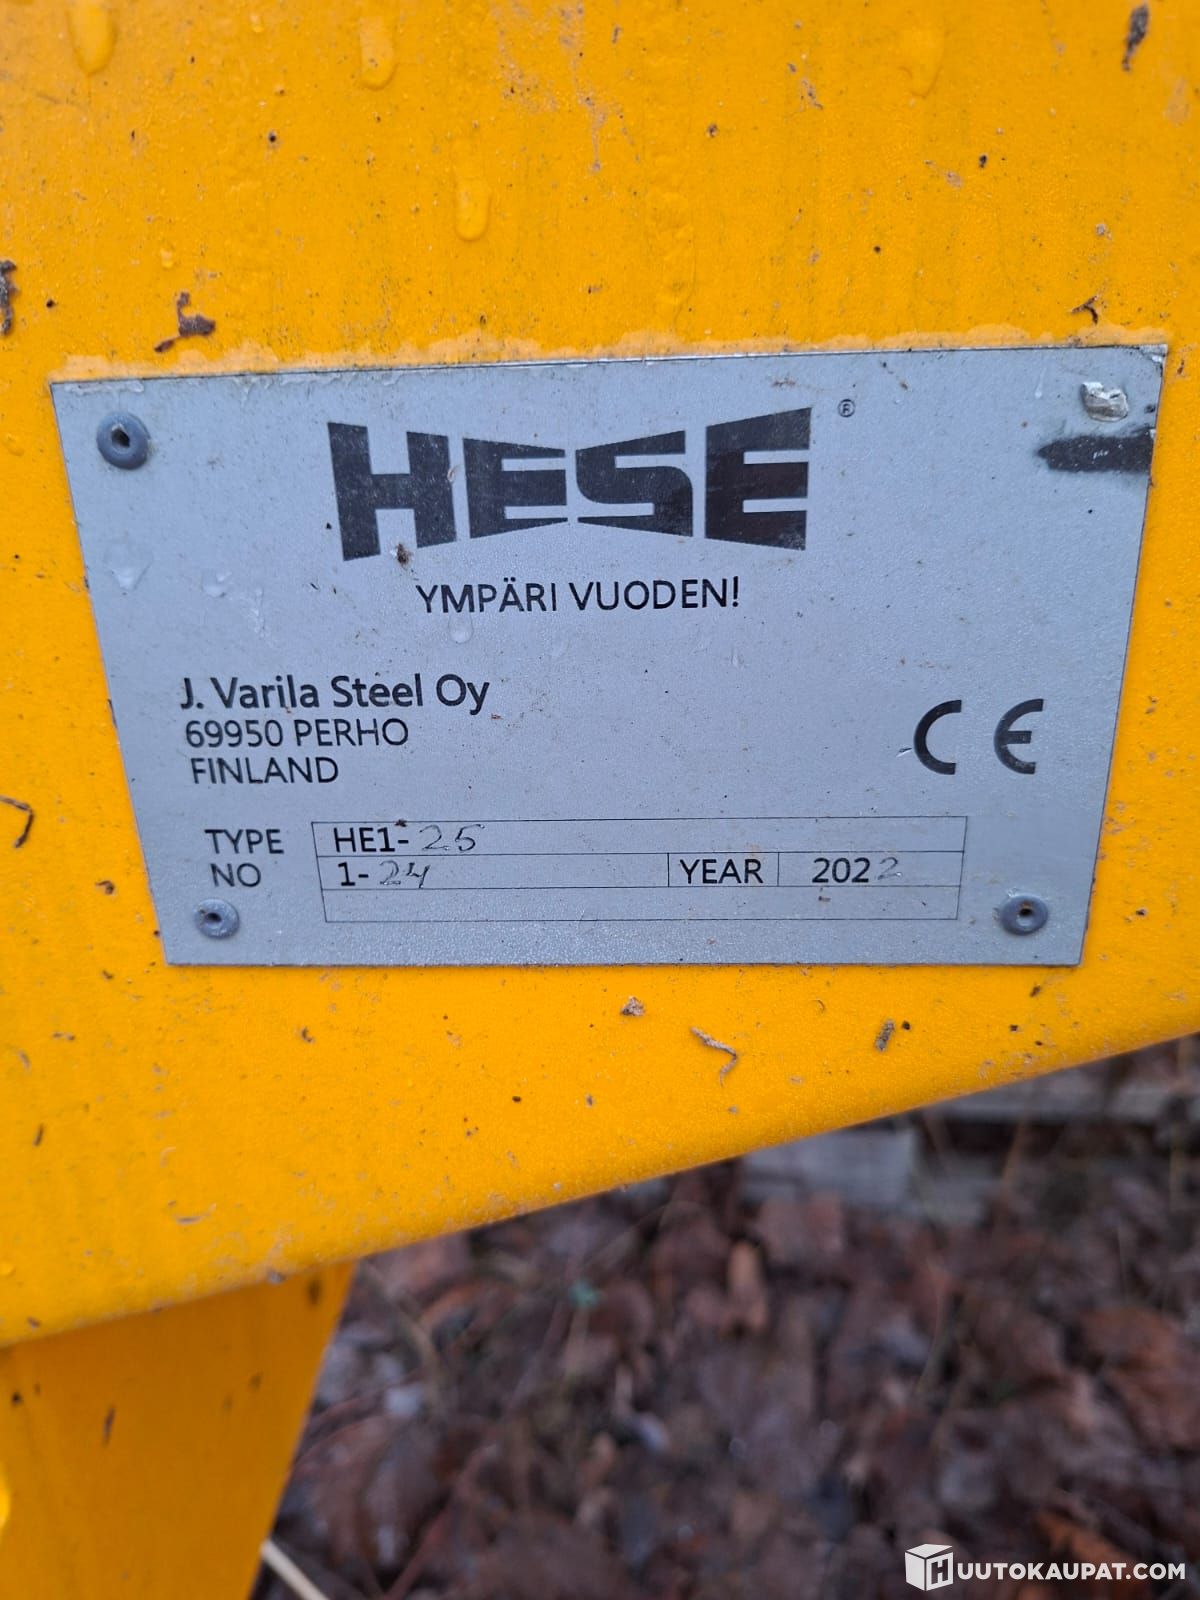 HESE®
YMPÄRI VUODEN!
J. Varila Steel Oy
69950 PERHO
FINLAND
CE
TYPE HE1-25
NO 1-24 YEAR 2022
HUUTOKAUPAT.COM